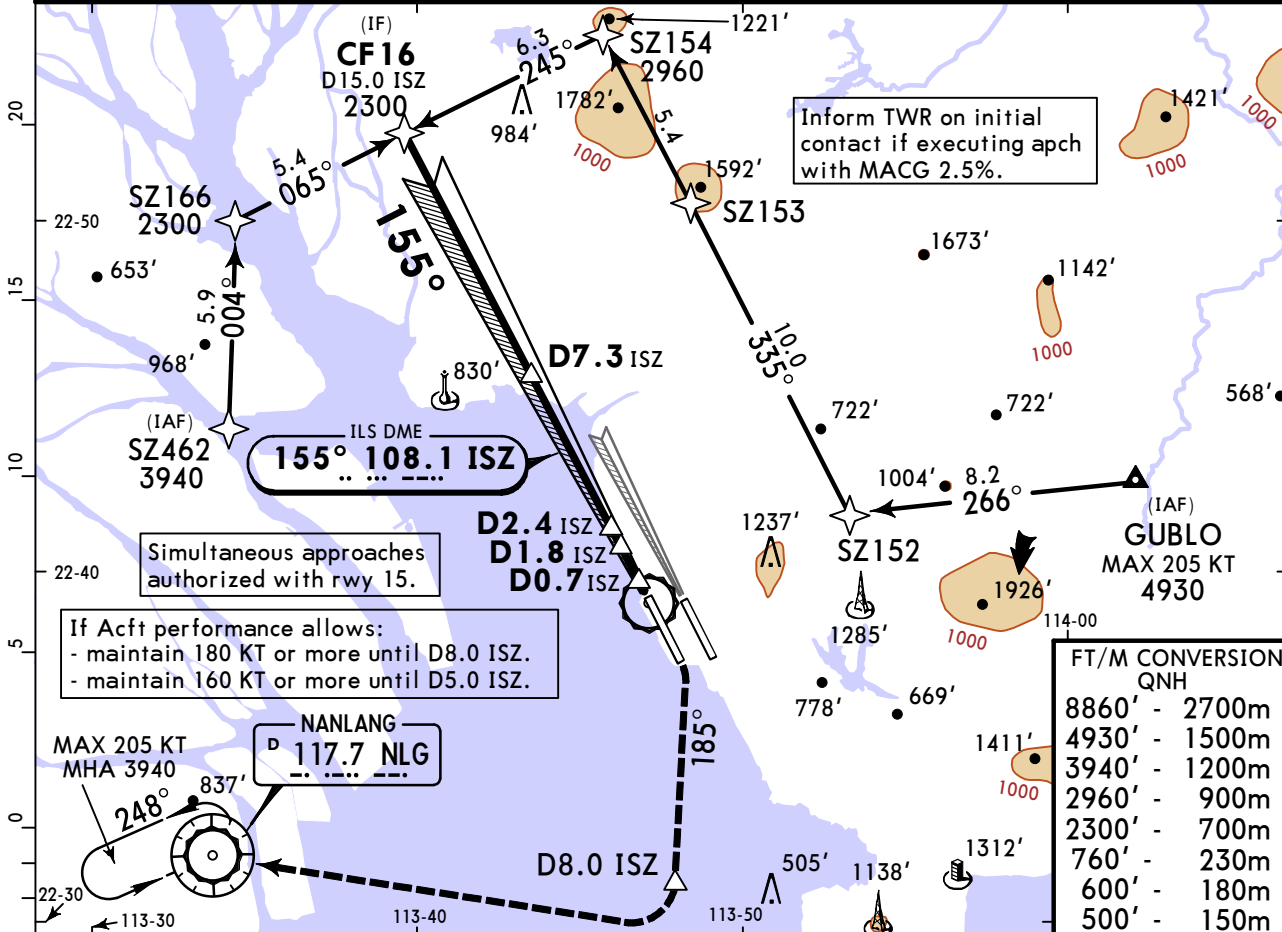 (IF)
CF16
D15.0 ISZ
2300
6.3
245°
1221'
SZ154
2960
984'
1782'
1000
5.4
Inform TWR on initial
contact if executing apch
with MACG 2.5%.
1421'
1000
1000
20
5.4
065°
SZ166
2300
22-50
1592'
SZ153
155°
653'
1673'
1142'
1000
15
5.9
004°
968'
830'
D7.3 ISZ
10.0
335°
722'
722'
568'
(IAF)
SZ462
3940
ILS DME
155° 108.1 ISZ
10
1004'
8.2
266°
(IAF)
GUBLO
MAX 205 KT
4930
D2.4 ISZ
D1.8 ISZ
D0.7 ISZ
1237'
SZ152
Simultaneous approaches
authorized with rwy 15.
22-40
1926'
1000
114-00
1285'
If Acft performance allows:
- maintain 180 KT or more until D8.0 ISZ.
- maintain 160 KT or more until D5.0 ISZ.
5
778'
669'
185°
NANLANG
D 117.7 NLG
MAX 205 KT
MHA 3940
837'
248°
0
1411'
1000
FT/M CONVERSION
QNH
8860' - 2700m
4930' - 1500m
3940' - 1200m
2960' - 900m
2300' - 700m
760' - 230m
600' - 180m
500' - 150m
D8.0 ISZ
505'
1138'
1312'
22-30
113-30
113-40
113-50